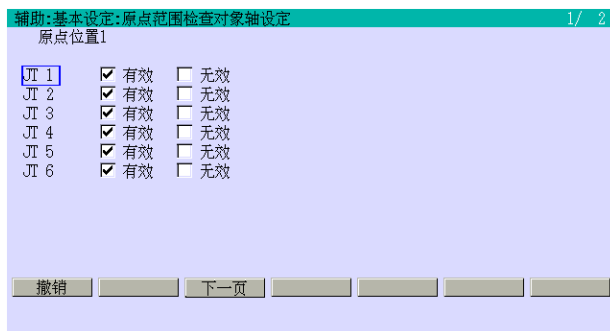 辅助:基本设定:原点范围检查对象轴设定 1/ 2
原点位置1
JT 1 有效 无效
JT 2 有效 无效
JT 3 有效 无效
JT 4 有效 无效
JT 5 有效 无效
JT 6 有效 无效
撤销 下一页